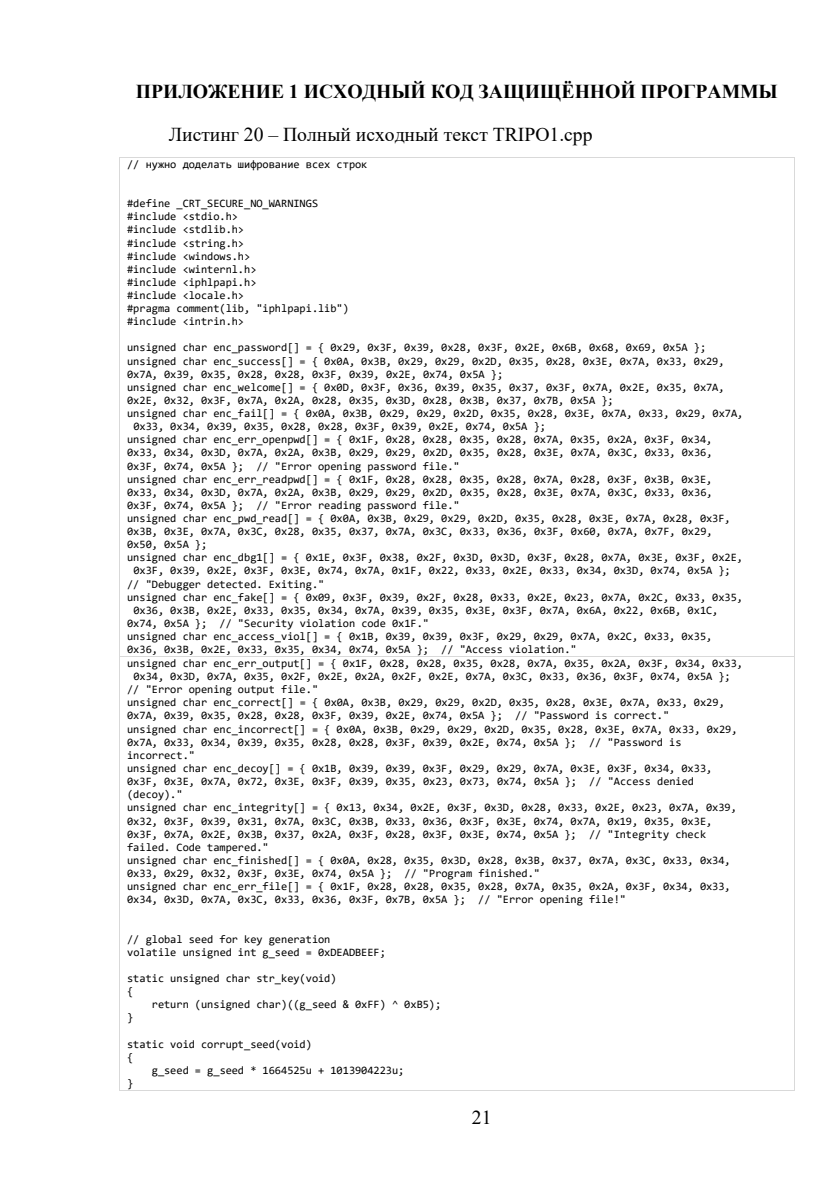 ПРИЛОЖЕНИЕ 1 ИСХОДНЫЙ КОД ЗАЩИЩЁННОЙ ПРОГРАММЫ
Листинг 20 – Полный исходный текст TRIPO1.cpp
// нужно доделать шифрование всех строк
#define _CRT_SECURE_NO_WARNINGS
#include <stdio.h>
#include <stdlib.h>
#include <string.h>
#include <windows.h>
#include <winternl.h>
#include <iphlpapi.h>
#include <locale.h>
#pragma comment(lib, "iphlpapi.lib")
#include <intrin.h>
unsigned char enc_password[] = { 0x29, 0x3F, 0x39, 0x28, 0x3F, 0x2E, 0x6B, 0x68, 0x69, 0x5A };
unsigned char enc_success[] = { 0x0A, 0x3B, 0x29, 0x29, 0x2D, 0x35, 0x28, 0x3E, 0x7A, 0x33, 0x29,
0x7A, 0x39, 0x35, 0x28, 0x28, 0x3F, 0x39, 0x2E, 0x74, 0x5A };
unsigned char enc_welcome[] = { 0x0D, 0x3F, 0x36, 0x39, 0x35, 0x37, 0x3F, 0x7A, 0x2E, 0x35, 0x7A,
0x2E, 0x32, 0x3F, 0x7A, 0x2A, 0x28, 0x35, 0x3D, 0x28, 0x3B, 0x37, 0x7B, 0x5A };
unsigned char enc_fail[] = { 0x0A, 0x3B, 0x29, 0x29, 0x2D, 0x35, 0x28, 0x3E, 0x7A, 0x33, 0x29, 0x7A,
0x33, 0x34, 0x39, 0x35, 0x28, 0x28, 0x3F, 0x39, 0x2E, 0x74, 0x5A };
unsigned char enc_err_openpwd[] = { 0x1F, 0x28, 0x28, 0x35, 0x28, 0x7A, 0x35, 0x2A, 0x3F, 0x34,
0x33, 0x34, 0x3D, 0x7A, 0x2A, 0x3B, 0x29, 0x29, 0x2D, 0x35, 0x28, 0x3E, 0x7A, 0x3C, 0x33, 0x36,
0x3F, 0x74, 0x5A }; // "Error opening password file."
unsigned char enc_err_readpwd[] = { 0x1F, 0x28, 0x28, 0x35, 0x28, 0x7A, 0x28, 0x3F, 0x3B, 0x3E,
0x33, 0x34, 0x3D, 0x7A, 0x2A, 0x3B, 0x29, 0x29, 0x2D, 0x35, 0x28, 0x3E, 0x7A, 0x3C, 0x33, 0x36,
0x3F, 0x74, 0x5A }; // "Error reading password file."
unsigned char enc_pwd_read[] = { 0x0A, 0x3B, 0x29, 0x29, 0x2D, 0x35, 0x28, 0x3E, 0x7A, 0x28, 0x3F,
0x3B, 0x3E, 0x7A, 0x3C, 0x28, 0x35, 0x37, 0x7A, 0x3C, 0x33, 0x36, 0x3F, 0x60, 0x7A, 0x7F, 0x29,
0x50, 0x5A };
unsigned char enc_dbg1[] = { 0x1E, 0x3F, 0x38, 0x2F, 0x3D, 0x3D, 0x3F, 0x28, 0x7A, 0x3E, 0x3F, 0x2E,
0x3F, 0x39, 0x2E, 0x3F, 0x3E, 0x74, 0x7A, 0x1F, 0x22, 0x33, 0x2E, 0x33, 0x34, 0x3D, 0x74, 0x5A };
// "Debugger detected. Exiting."
unsigned char enc_fake[] = { 0x09, 0x3F, 0x39, 0x2F, 0x28, 0x33, 0x2E, 0x23, 0x7A, 0x2C, 0x33, 0x35,
0x36, 0x3B, 0x2E, 0x33, 0x35, 0x34, 0x7A, 0x39, 0x35, 0x3E, 0x3F, 0x7A, 0x6A, 0x22, 0x6B, 0x1C,
0x74, 0x5A }; // "Security violation code 0x1F."
unsigned char enc_access_viol[] = { 0x1B, 0x39, 0x39, 0x3F, 0x29, 0x29, 0x7A, 0x2C, 0x33, 0x35,
0x36, 0x3B, 0x2E, 0x33, 0x35, 0x34, 0x74, 0x5A }; // "Access violation."
unsigned char enc_err_output[] = { 0x1F, 0x28, 0x28, 0x35, 0x28, 0x7A, 0x35, 0x2A, 0x3F, 0x34, 0x33,
0x34, 0x3D, 0x7A, 0x35, 0x2F, 0x2E, 0x2A, 0x2F, 0x2E, 0x7A, 0x3C, 0x33, 0x36, 0x3F, 0x74, 0x5A };
// "Error opening output file."
unsigned char enc_correct[] = { 0x0A, 0x3B, 0x29, 0x29, 0x2D, 0x35, 0x28, 0x3E, 0x7A, 0x33, 0x29,
0x7A, 0x39, 0x35, 0x28, 0x28, 0x3F, 0x39, 0x2E, 0x74, 0x5A }; // "Password is correct."
unsigned char enc_incorrect[] = { 0x0A, 0x3B, 0x29, 0x29, 0x2D, 0x35, 0x28, 0x3E, 0x7A, 0x33, 0x29,
0x7A, 0x33, 0x34, 0x39, 0x35, 0x28, 0x28, 0x3F, 0x39, 0x2E, 0x74, 0x5A }; // "Password is
incorrect."
unsigned char enc_decoy[] = { 0x1B, 0x39, 0x39, 0x3F, 0x29, 0x29, 0x7A, 0x3E, 0x3F, 0x34, 0x33,
0x3F, 0x3E, 0x7A, 0x72, 0x3E, 0x3F, 0x39, 0x35, 0x23, 0x73, 0x74, 0x5A }; // "Access denied
(decoy)."
unsigned char enc_integrity[] = { 0x13, 0x34, 0x2E, 0x3F, 0x3D, 0x28, 0x33, 0x2E, 0x23, 0x7A, 0x39,
0x32, 0x3F, 0x39, 0x31, 0x7A, 0x3C, 0x3B, 0x33, 0x36, 0x3F, 0x3E, 0x74, 0x7A, 0x19, 0x35, 0x3E,
0x3F, 0x7A, 0x2E, 0x3B, 0x37, 0x2A, 0x3F, 0x28, 0x3F, 0x3E, 0x74, 0x5A }; // "Integrity check
failed. Code tampered."
unsigned char enc_finished[] = { 0x0A, 0x28, 0x35, 0x3D, 0x28, 0x3B, 0x37, 0x7A, 0x3C, 0x33, 0x34,
0x33, 0x29, 0x32, 0x3F, 0x3E, 0x74, 0x5A }; // "Program finished."
unsigned char enc_err_file[] = { 0x1F, 0x28, 0x28, 0x35, 0x28, 0x7A, 0x35, 0x2A, 0x3F, 0x34, 0x33,
0x34, 0x3D, 0x7A, 0x3C, 0x33, 0x36, 0x3F, 0x7B, 0x5A }; // "Error opening file!"
// global seed for key generation
volatile unsigned int g_seed = 0xDEADBEEF;
static unsigned char str_key(void)
{
return (unsigned char)((g_seed & 0xFF) ^ 0xB5);
}
static void corrupt_seed(void)
{
g_seed = g_seed * 1664525u + 1013904223u;
}
21